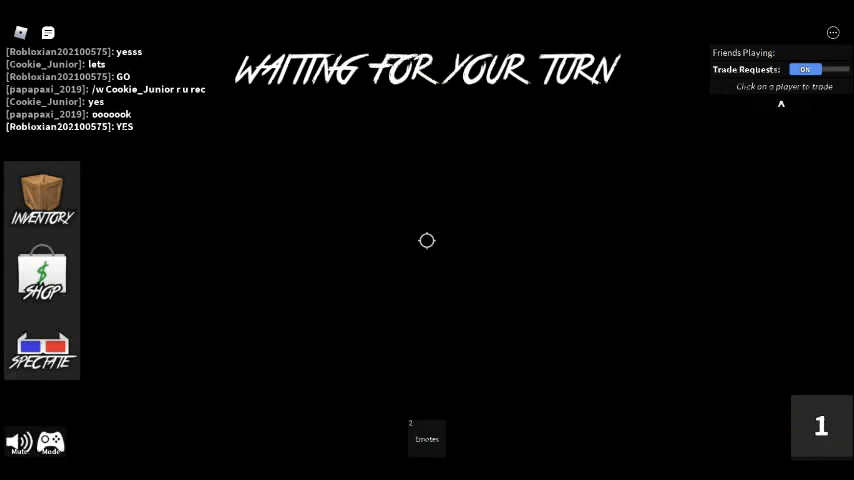 [Robloxian202100575]: yesss
[Cookie_Junior]: lets
[Robloxian202100575]: GO
[papapaxi_2019]: /w Cookie_Junior r u rec
[Cookie_Junior]: yes
[papapaxi_2019]: ooooook
[Robloxian202100575]: YES
WAITING FOR YOUR TURN
Friends Playing:
Trade Requests: ON
Click on a player to trade
^
INVENTORY
SHOP
SPECTATE
Mute Mode
2
Emotes
1